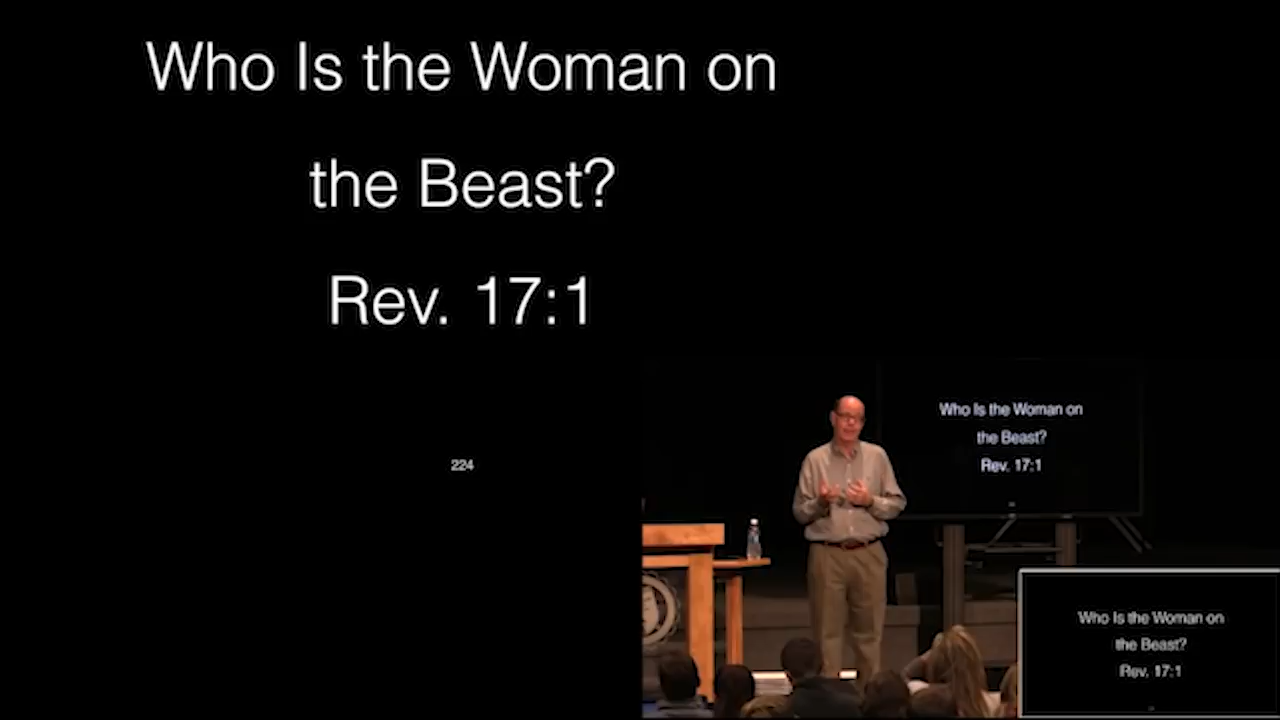 Who Is the Woman on
the Beast?
Rev. 17:1
224
Who Is the Woman on
the Beast?
Rev. 17:1
Who Is the Woman on
the Beast?
Rev. 17:1